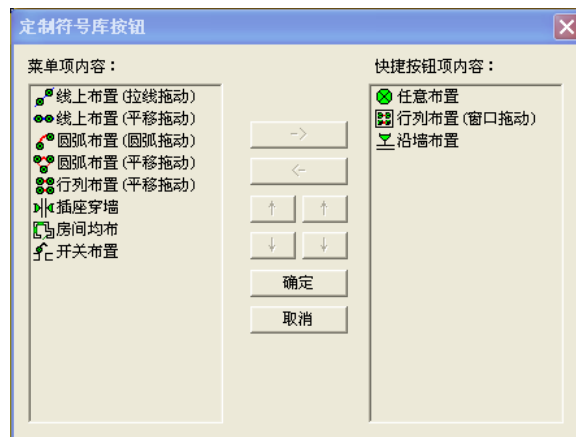 定制符号库按钮
菜单项内容：
快捷按钮项内容：
线上布置(拉线拖动)
线上布置(平移拖动)
圆弧布置(圆弧拖动)
圆弧布置(平移拖动)
行列布置(平移拖动)
插座穿墙
房间均布
开关布置
->
<-
↑ ↑
↓ ↓
确定
取消
任意布置
行列布置(窗口拖动)
沿墙布置